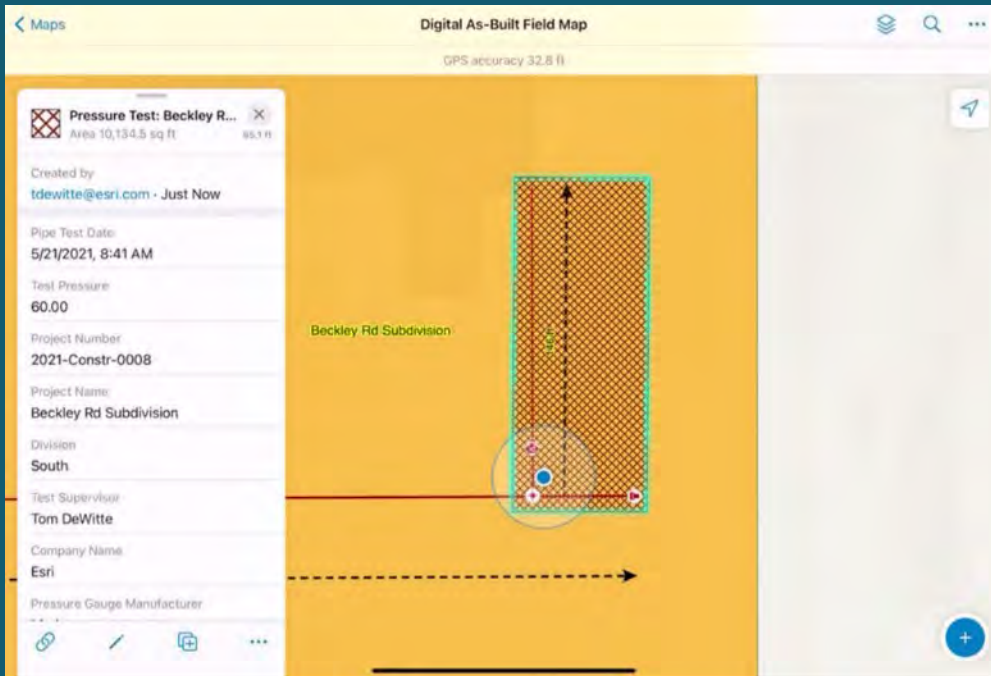 Maps
Digital As-Built Field Map
GPS accuracy 32.8 ft
Pressure Test: Beckley R...
Area 10,134.5 sq ft
Created by
tdewitte@esri.com · Just Now
Pipe Test Date
5/21/2021, 8:41 AM
Test Pressure
60.00
Project Number
2021-Constr-0008
Project Name
Beckley Rd Subdivision
Division
South
Test Supervisor
Tom DeWitte
Company Name
Esri
Pressure Gauge Manufacturer
Beckley Rd Subdivision